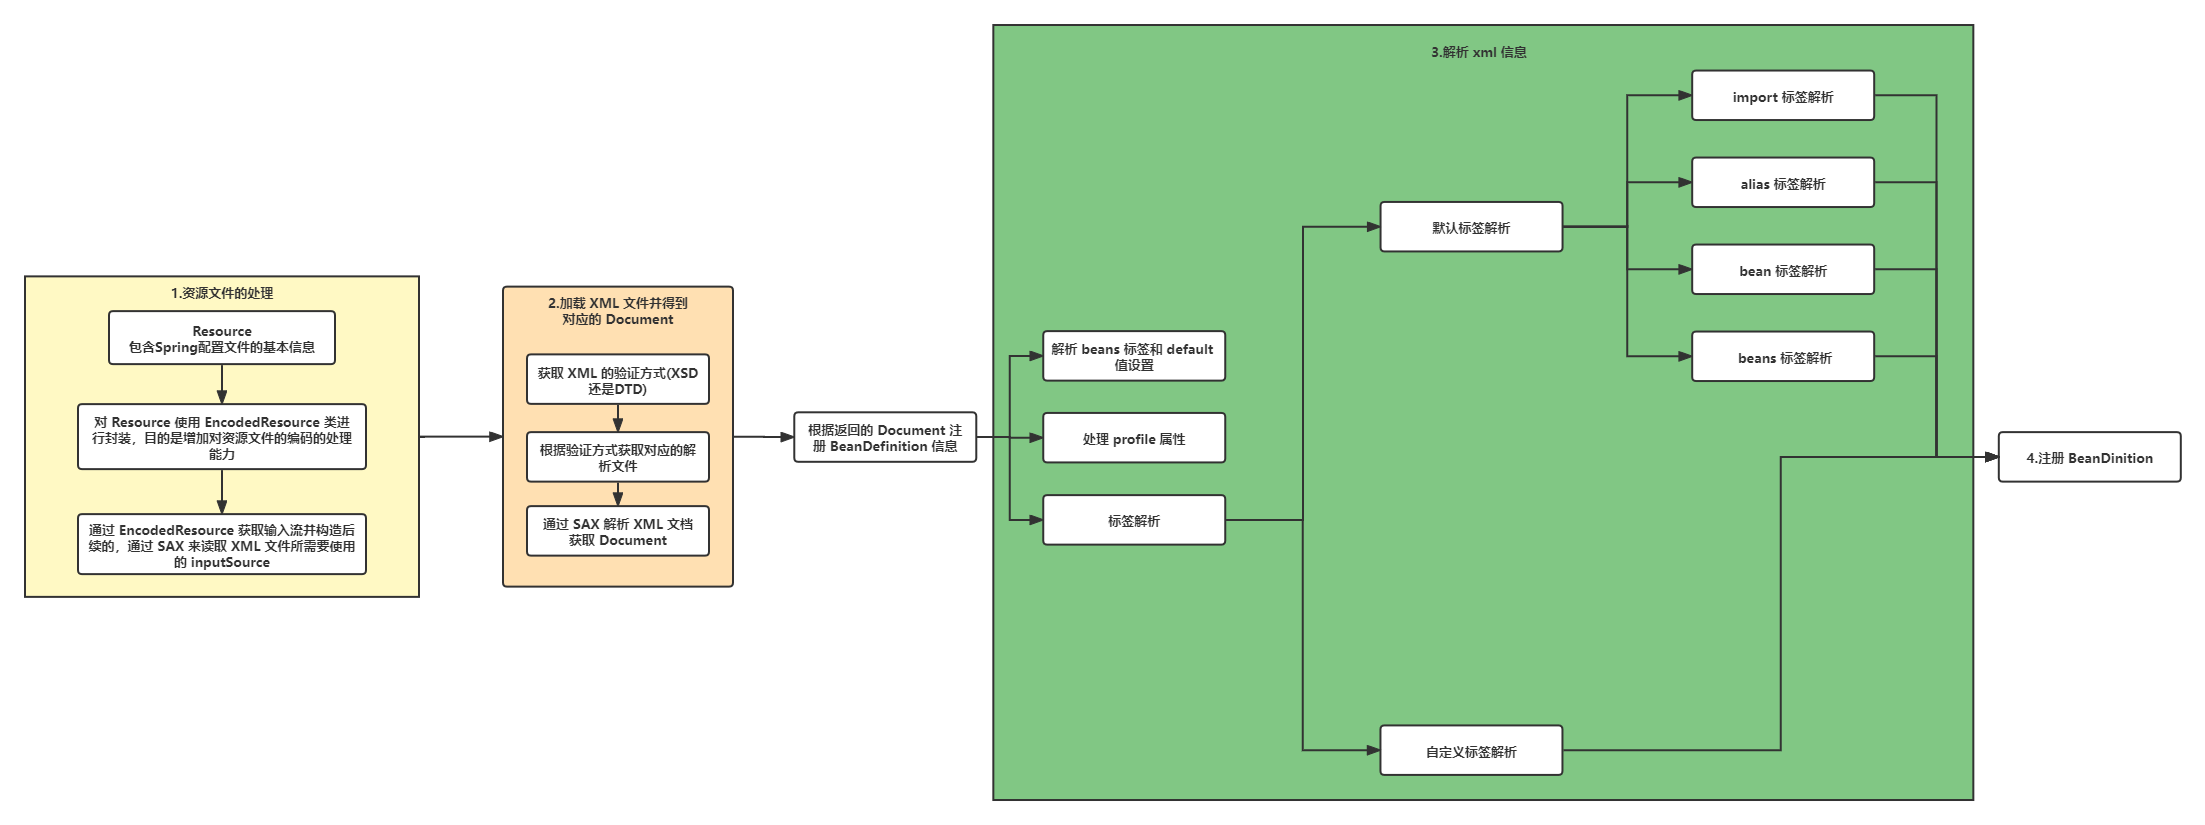 1.资源文件的处理
Resource
包含Spring配置文件的基本信息
对 Resource 使用 EncodedResource 类进
行封装，目的是增加对资源文件的编码的处理
能力
通过 EncodedResource 获取输入流并构造后
续的，通过 SAX 来读取 XML 文件所需要使用
的 inputSource
2.加载 XML 文件并得到
对应的 Document
获取 XML 的验证方式(XSD
还是DTD)
根据验证方式获取对应的解
析文件
通过 SAX 解析 XML 文档
获取 Document
根据返回的 Document 注
册 BeanDefinition 信息
3.解析 xml 信息
解析 beans 标签和 default
值设置
处理 profile 属性
标签解析
默认标签解析
自定义标签解析
import 标签解析
alias 标签解析
bean 标签解析
beans 标签解析
4.注册 BeanDinition